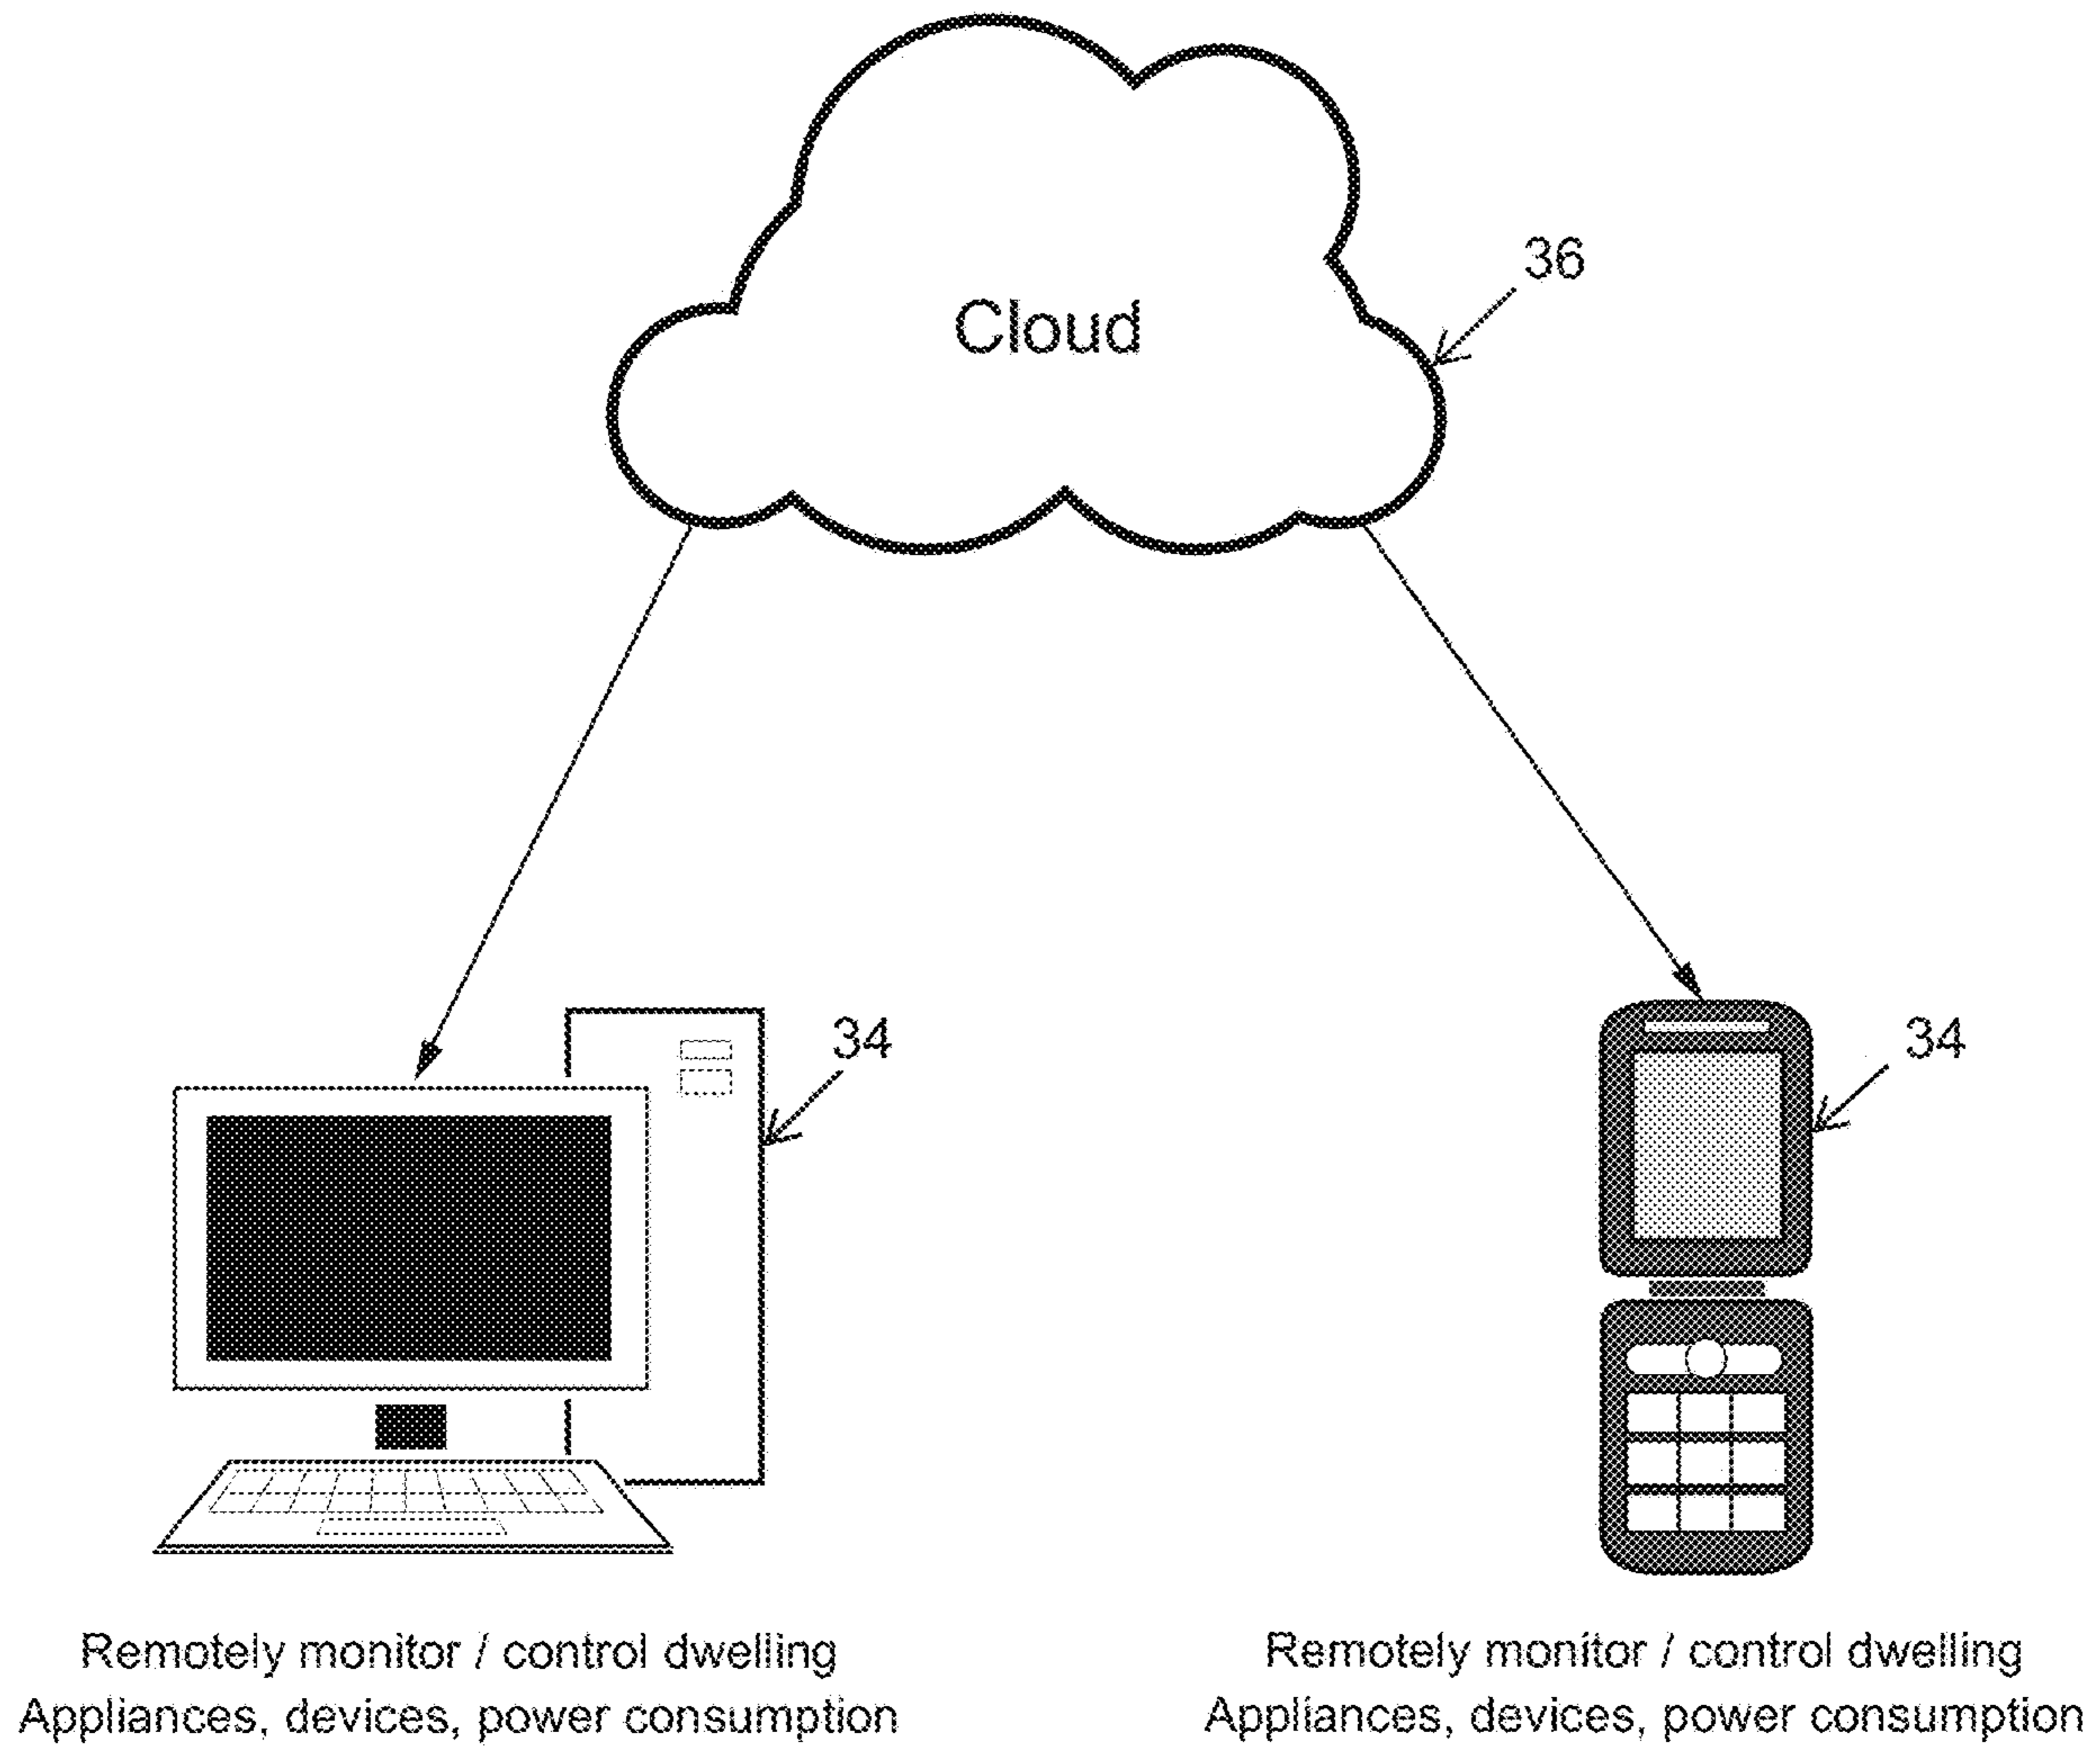 Cloud
36
34
34
Remotely monitor / control dwelling
Appliances, devices, power consumption
Remotely monitor / control dwelling
Appliances, devices, power consumption